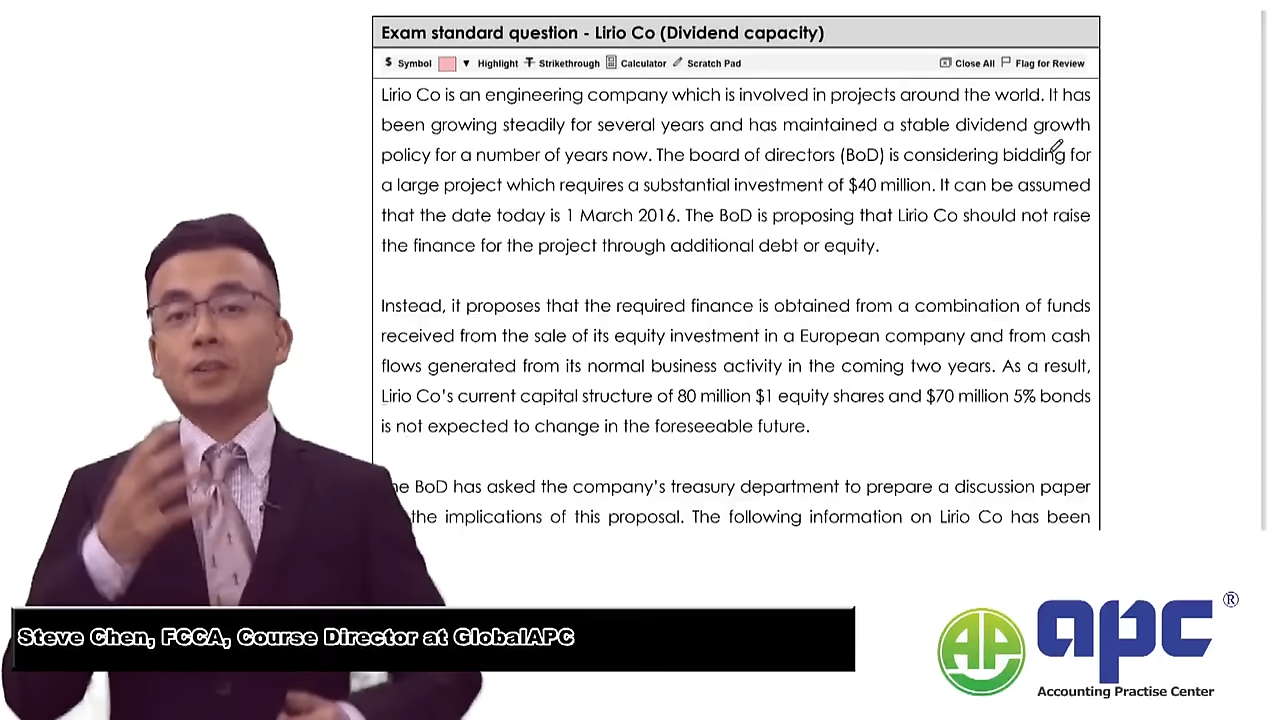 Exam standard question - Lirio Co (Dividend capacity)
$ Symbol ▼ Highlight T Strikethrough Calculator Scratch Pad Close All Flag for Review
Lirio Co is an engineering company which is involved in projects around the world. It has
been growing steadily for several years and has maintained a stable dividend growth
policy for a number of years now. The board of directors (BoD) is considering bidding for
a large project which requires a substantial investment of $40 million. It can be assumed
that the date today is 1 March 2016. The BoD is proposing that Lirio Co should not raise
the finance for the project through additional debt or equity.
Instead, it proposes that the required finance is obtained from a combination of funds
received from the sale of its equity investment in a European company and from cash
flows generated from its normal business activity in the coming two years. As a result,
Lirio Co's current capital structure of 80 million $1 equity shares and $70 million 5% bonds
is not expected to change in the foreseeable future.
BoD has asked the company's treasury department to prepare a discussion paper
the implications of this proposal. The following information on Lirio Co has been
Steve Chen, FCCA, Course Director at GlobalAPC
AP
apc®
Accounting Practise Center